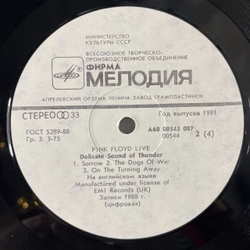 МИНИСТЕРСТВО
КУЛЬТУРЫ СССР
ВСЕСОЮЗНОЕ ТВОРЧЕСКО-
ПРОИЗВОДСТВЕННОЕ ОБЪЕДИНЕНИЕ
ФИРМА
МЕЛОДИЯ
АПРЕЛЕВСКИЙ ОРДЕНА ЛЕНИНА ЗАВОД ГРАМПЛАСТИНОК
СТЕРЕО 33
Год выпуска 1991
ГОСТ 5289-88
Гр. 3. 3-75
А60 00543 007
00544
2 (4)
PINK FLOYD LIVE
Delicate Sound of Thunder
1. Sorrow 2. The Dogs Of War
3. On The Turning Away
На английском языке
Manufactured under license of
EMI Records (UK)
Записи 1988 г.
(цифровая)